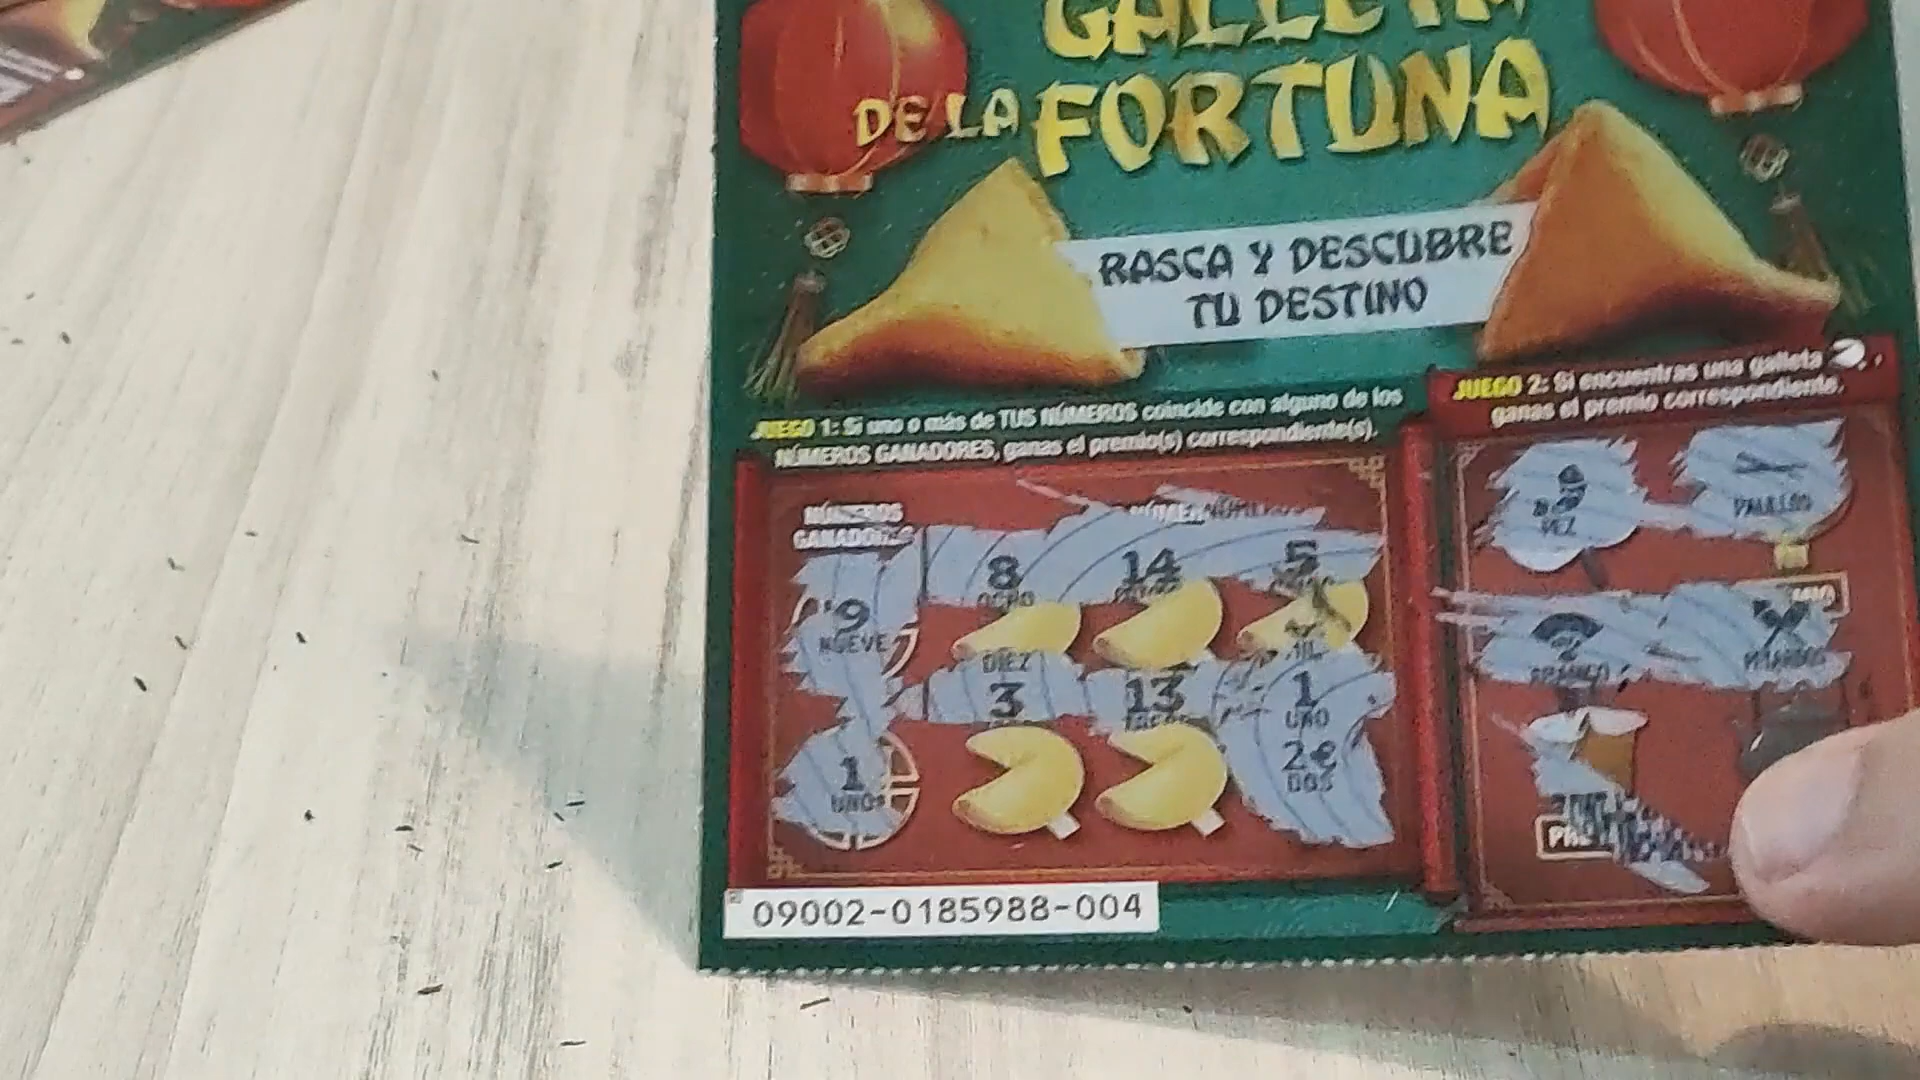 GALLETA
DE LA FORTUNA
RASCA Y DESCUBRE
TU DESTINO
JUEGO 1: Si uno o más de TUS NÚMEROS coincide con alguno de los
NÚMEROS GANADORES, ganas el premio(s) correspondiente(s).
JUEGO 2: Si encuentras una galleta
ganas el premio correspondiente.
NÚMEROS
GANADORES
9
NUEVE
1
UNO
8
OCHO
14
5
DIEZ
3
13
1
UNO
2€
DOS
PEZ
PALILLOS
ABANICO
09002-0185988-004